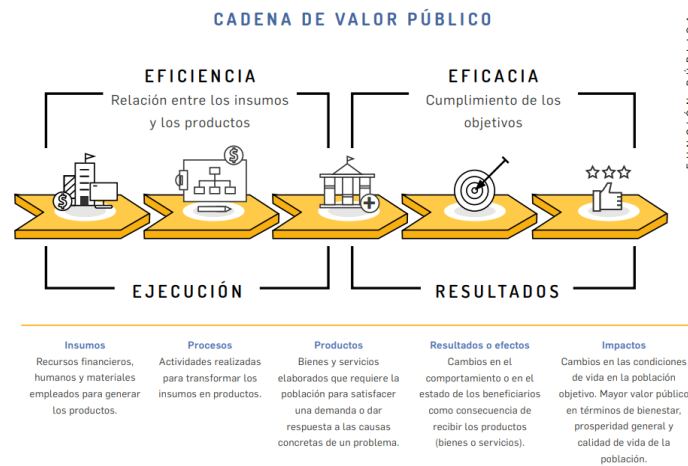 CADENA DE VALOR PÚBLICO
EFICIENCIA
Relación entre los insumos
y los productos
EFICACIA
Cumplimiento de los
objetivos
$
$
EJECUCIÓN
RESULTADOS
Insumos
Recursos financieros,
humanos y materiales
empleados para generar
los productos.
Procesos
Actividades realizadas
para transformar los
insumos en productos.
Productos
Bienes y servicios
elaborados que requiere la
población para satisfacer
una demanda o dar
respuesta a las causas
concretas de un problema.
Resultados o efectos
Cambios en el
comportamiento o en el
estado de los beneficiarios
como consecuencia de
recibir los productos
(bienes o servicios).
Impactos
Cambios en las condiciones
de vida en la población
objetivo. Mayor valor público
en términos de bienestar,
prosperidad general y
calidad de vida de la
población.